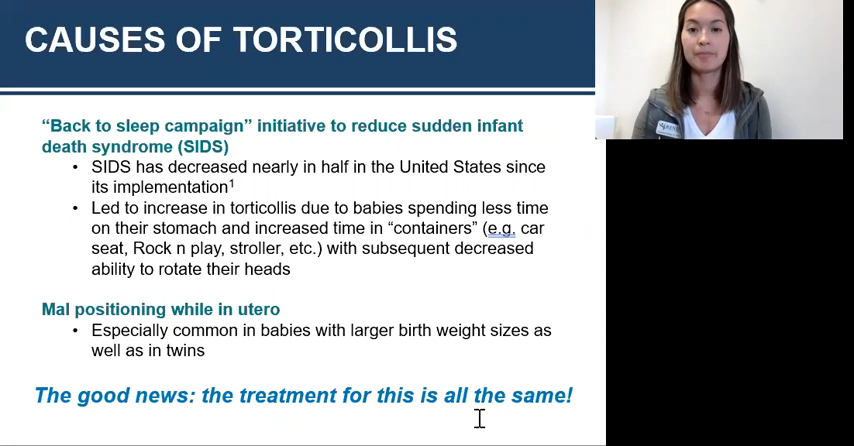 CAUSES OF TORTICOLLIS
“Back to sleep campaign” initiative to reduce sudden infant
death syndrome (SIDS)
• SIDS has decreased nearly in half in the United States since
its implementation¹
• Led to increase in torticollis due to babies spending less time
on their stomach and increased time in “containers” (e.g. car
seat, Rock n play, stroller, etc.) with subsequent decreased
ability to rotate their heads
Mal positioning while in utero
• Especially common in babies with larger birth weight sizes as
well as in twins
The good news: the treatment for this is all the same!